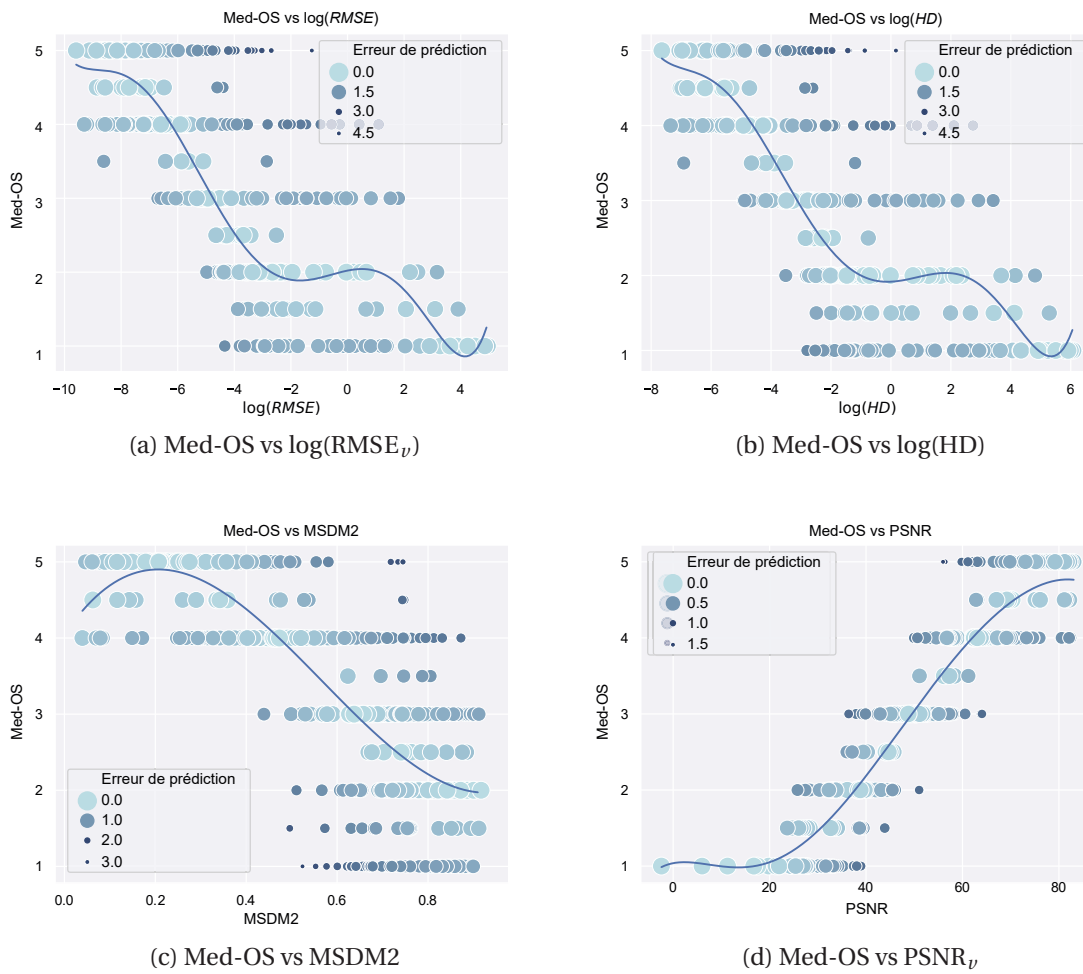 Med-OS vs log(RMSE)
Med-OS vs log(HD)
5
4
3
2
1
Med-OS
Erreur de prédiction
0.0
1.5
3.0
4.5
−10 −8 −6 −4 −2 0 2 4
log(RMSE)
5
4
3
2
1
Med-OS
Erreur de prédiction
0.0
1.5
3.0
4.5
−8 −6 −4 −2 0 2 4 6
log(HD)
(a) Med-OS vs log(RMSEv)
(b) Med-OS vs log(HD)
Med-OS vs MSDM2
Med-OS vs PSNR
5
4
3
2
1
Med-OS
Erreur de prédiction
0.0
1.0
2.0
3.0
0.0 0.2 0.4 0.6 0.8
MSDM2
5
4
3
2
1
Med-OS
Erreur de prédiction
0.0
0.5
1.0
1.5
0 20 40 60 80
PSNR
(c) Med-OS vs MSDM2
(d) Med-OS vs PSNRv